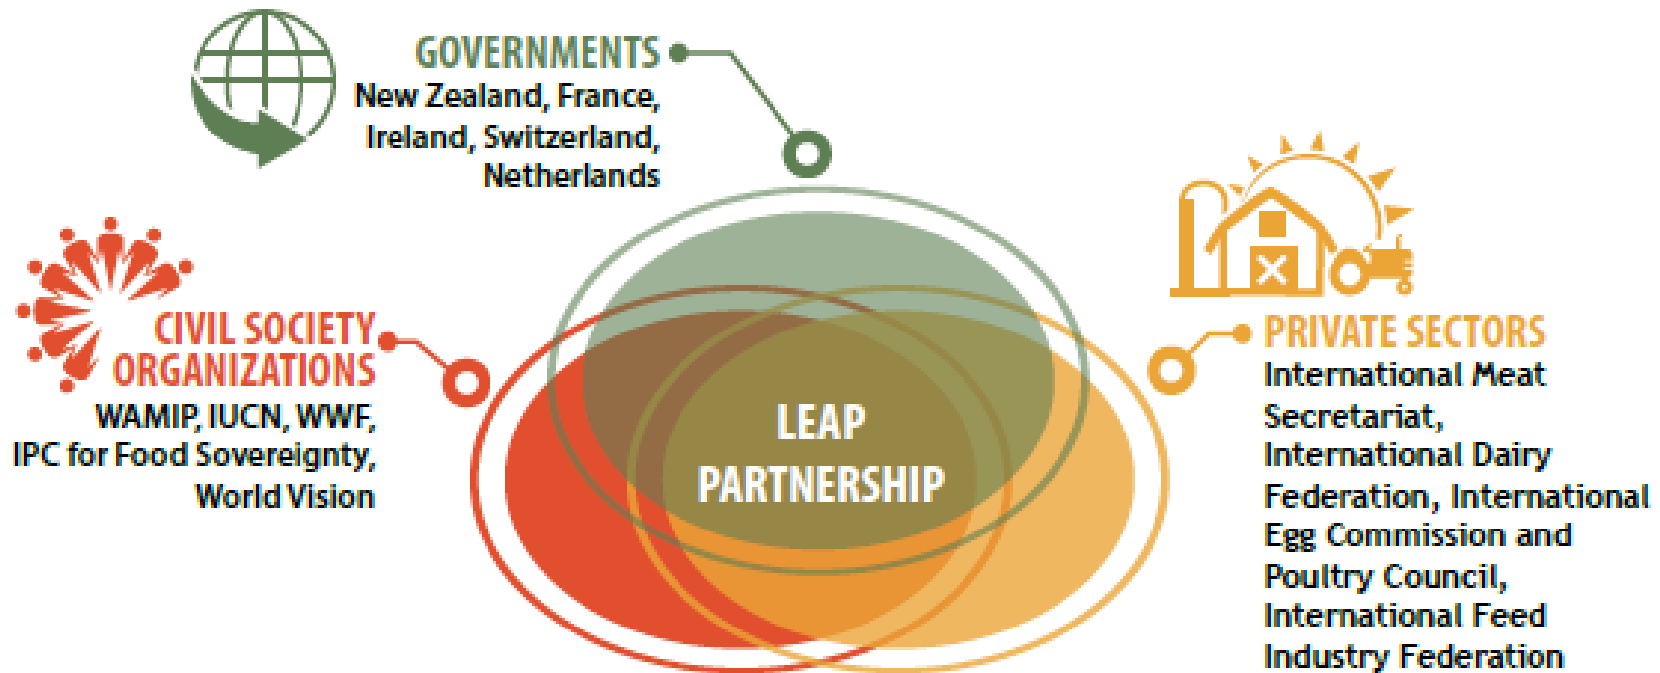 GOVERNMENTS
New Zealand, France,
Ireland, Switzerland,
Netherlands
CIVIL SOCIETY
ORGANIZATIONS
WAMIP, IUCN, WWF,
IPC for Food Sovereignty,
World Vision
LEAP
PARTNERSHIP
PRIVATE SECTORS
International Meat
Secretariat,
International Dairy
Federation, International
Egg Commission and
Poultry Council,
International Feed
Industry Federation